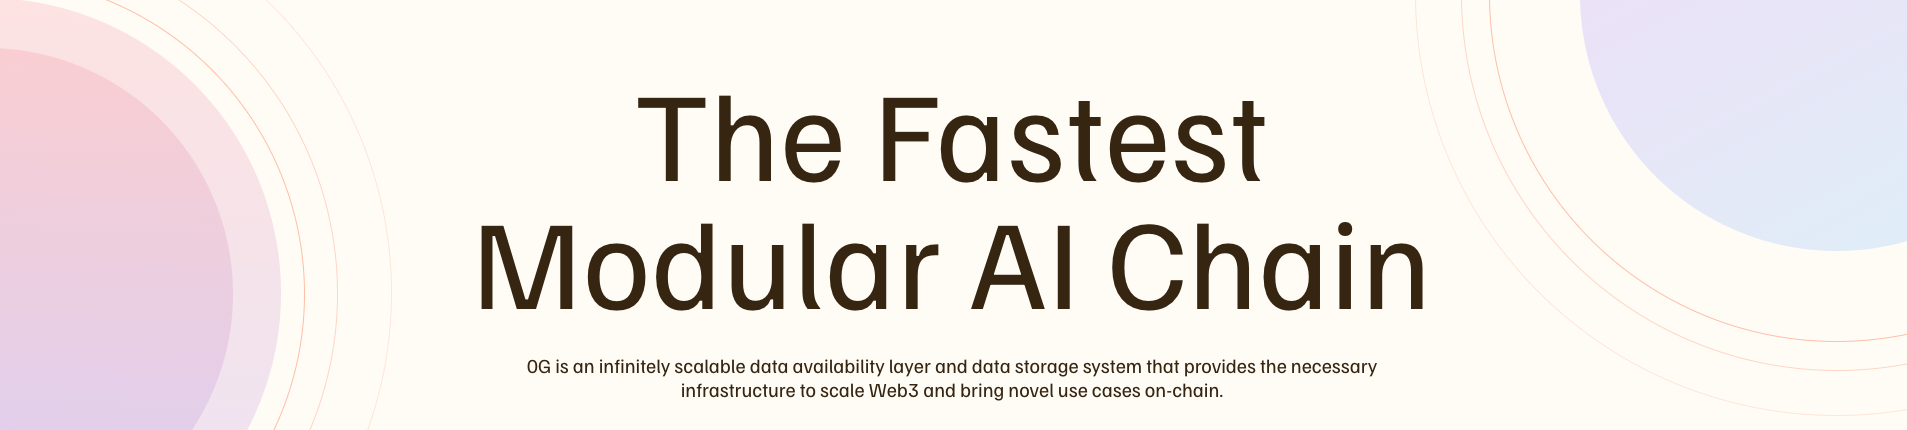 The Fastest
Modular AI Chain
0G is an infinitely scalable data availability layer and data storage system that provides the necessary
infrastructure to scale Web3 and bring novel use cases on-chain.